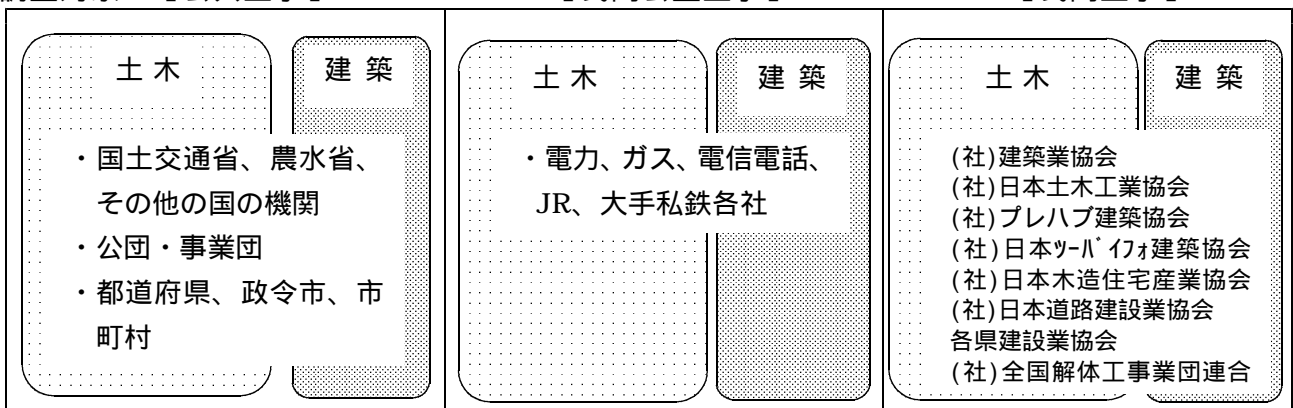 土 木
建 築
・国土交通省、農水省、
その他の国の機関
・公団・事業団
・都道府県、政令市、市
町村
土 木
建 築
・電力、ガス、電信電話、
JR、大手私鉄各社
土 木
建 築
(社)建築業協会
(社)日本土木工業協会
(社)プレハブ建築協会
(社)日本ﾂｰﾊﾞｲﾌｫ建築協会
(社)日本木造住宅産業協会
(社)日本道路建設業協会
各県建設業協会
(社)全国解体工事業団連合